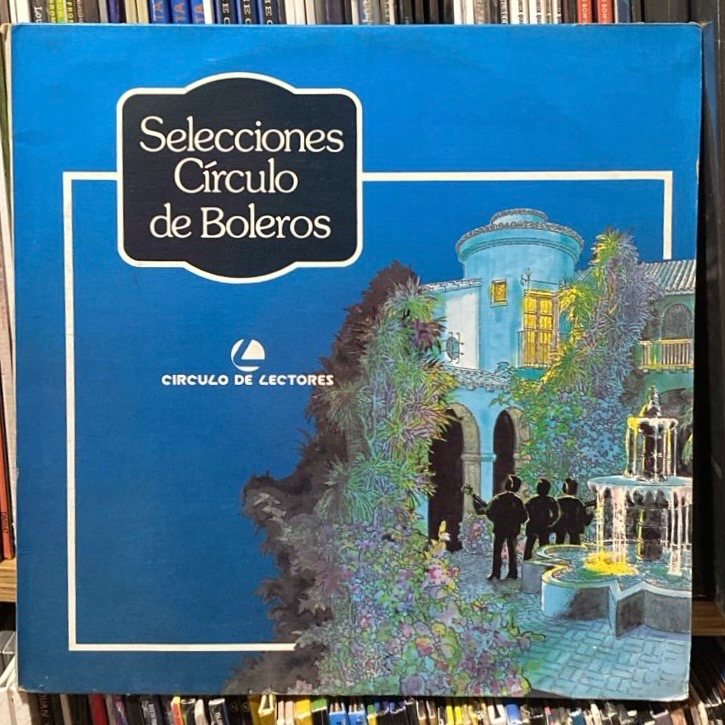 Selecciones
Círculo
de Boleros
CIRCULO DE LECTORES